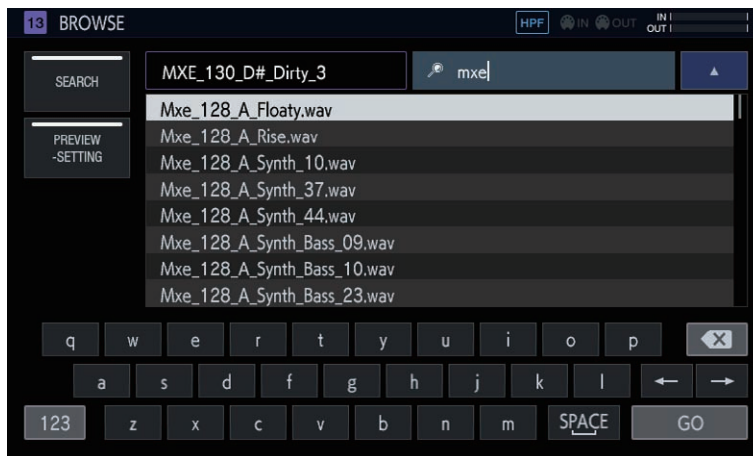 13 BROWSE HPF IN OUT IN OUT
SEARCH
MXE_130_D#_Dirty_3 mxe
PREVIEW
-SETTING
Mxe_128_A_Floaty.wav
Mxe_128_A_Rise.wav
Mxe_128_A_Synth_10.wav
Mxe_128_A_Synth_37.wav
Mxe_128_A_Synth_44.wav
Mxe_128_A_Synth_Bass_09.wav
Mxe_128_A_Synth_Bass_10.wav
Mxe_128_A_Synth_Bass_23.wav
q w e r t y u i o p
a s d f g h j k l
123 z x c v b n m SPACE GO